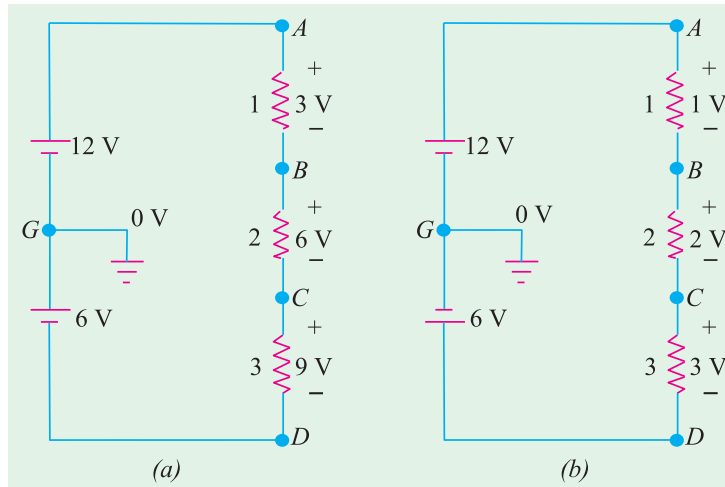 A
+
1 3 V
−
12 V
B
0 V
G
+
2 6 V
−
C
6 V
+
3 9 V
−
D
(a)
A
+
1 1 V
−
12 V
B
0 V
G
+
2 2 V
−
C
6 V
+
3 3 V
−
D
(b)